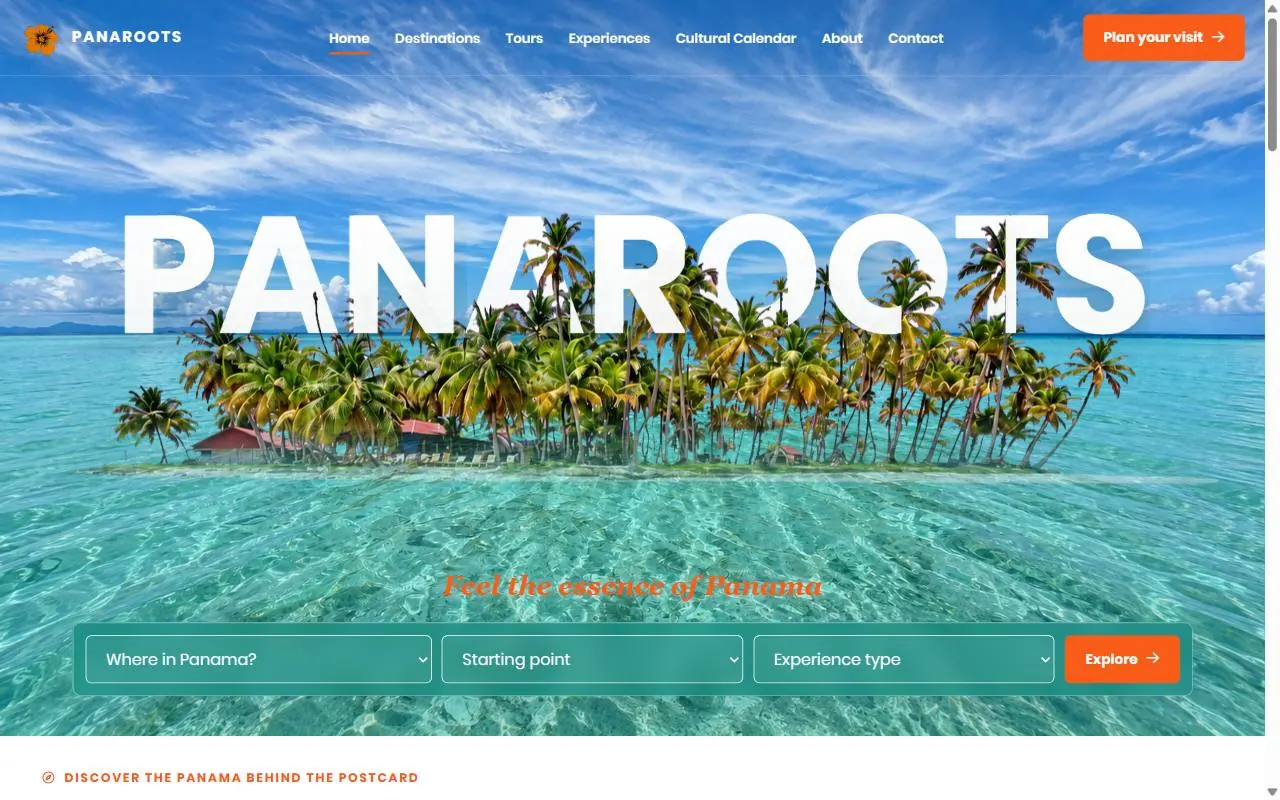 PANAROOTS
Home Destinations Tours Experiences Cultural Calendar About Contact
Plan your visit
PANAROOTS
Feel the essence of Panama
Where in Panama? Starting point Experience type Explore
DISCOVER THE PANAMA BEHIND THE POSTCARD